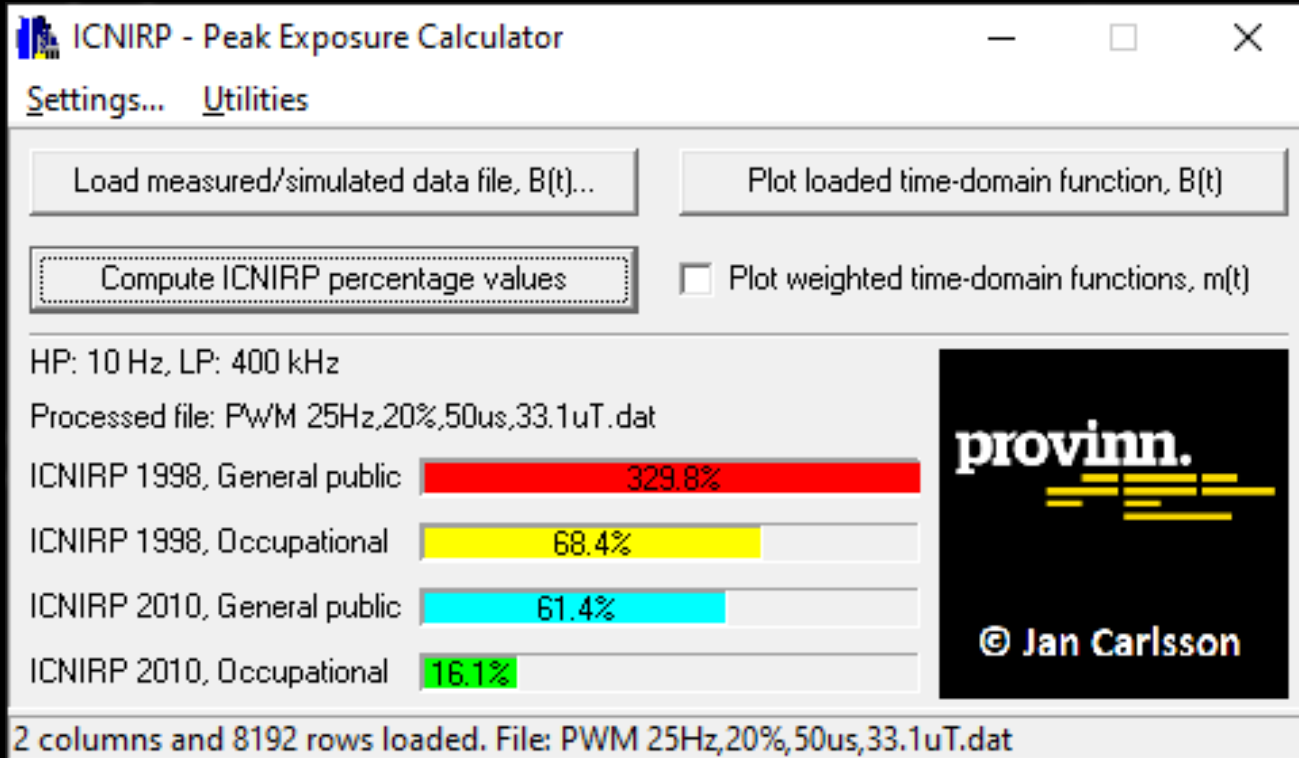 ICNIRP - Peak Exposure Calculator
Settings... Utilities
Load measured/simulated data file, B(t)... Plot loaded time-domain function, B(t)
Compute ICNIRP percentage values Plot weighted time-domain functions, m(t)
HP: 10 Hz, LP: 400 kHz
Processed file: PWM 25Hz,20%,50us,33.1uT.dat
ICNIRP 1998, General public 329.8%
ICNIRP 1998, Occupational 68.4%
ICNIRP 2010, General public 61.4%
ICNIRP 2010, Occupational 16.1%
provinn.
© Jan Carlsson
2 columns and 8192 rows loaded. File: PWM 25Hz,20%,50us,33.1uT.dat